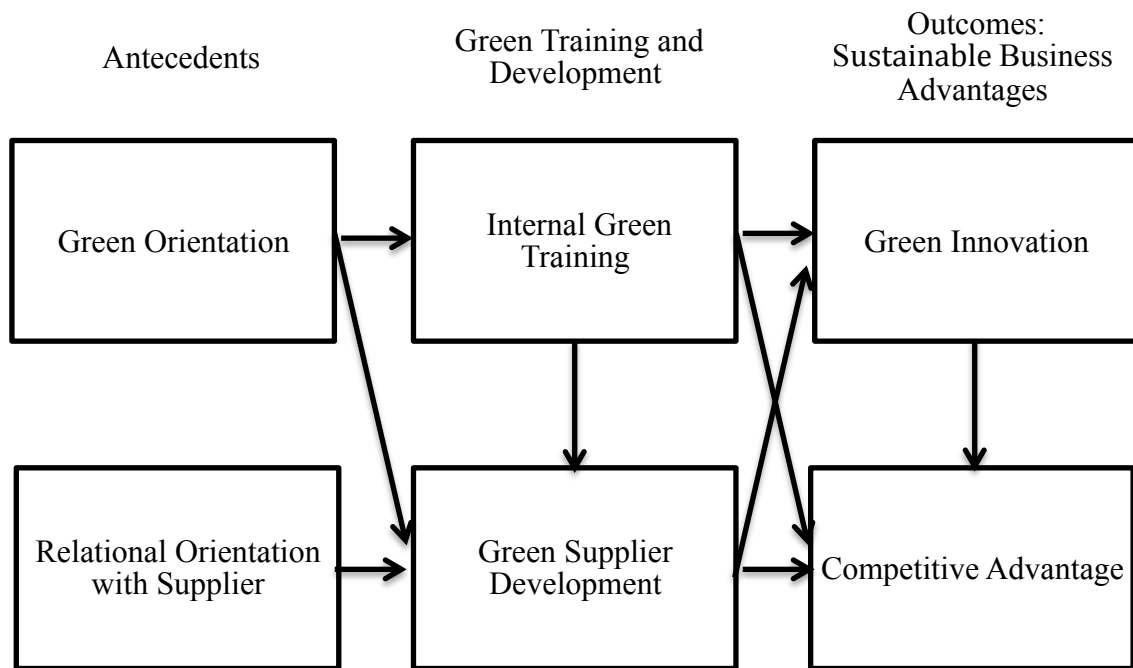 Antecedents
Green Training and
Development
Outcomes:
Sustainable Business
Advantages
Green Orientation
Internal Green
Training
Green Innovation
Relational Orientation
with Supplier
Green Supplier
Development
Competitive Advantage